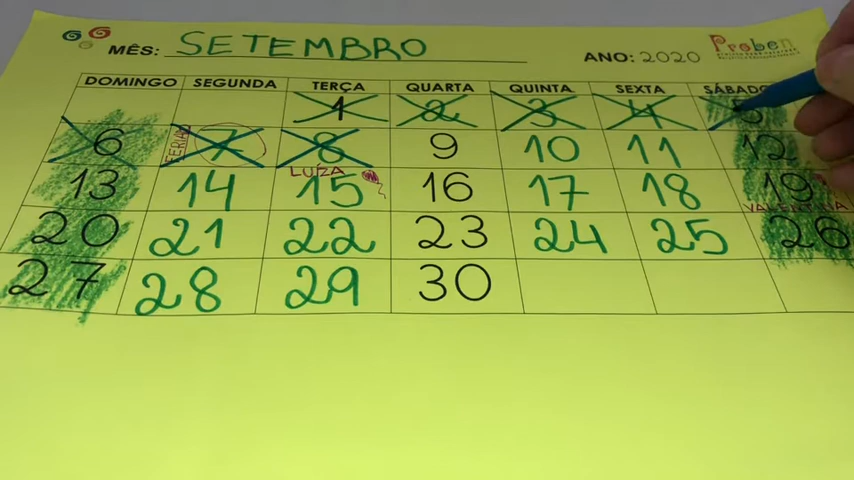 MÊS: SETEMBRO ANO: 2020 Proben
DOMINGO SEGUNDA TERÇA QUARTA QUINTA SEXTA SÁBADO
1 2 3 4 5
6 FERIADO 7 8 9 10 11 12
13 14 LUÍZA 15 16 17 18 19
VALENTINA
20 21 22 23 24 25 26
27 28 29 30